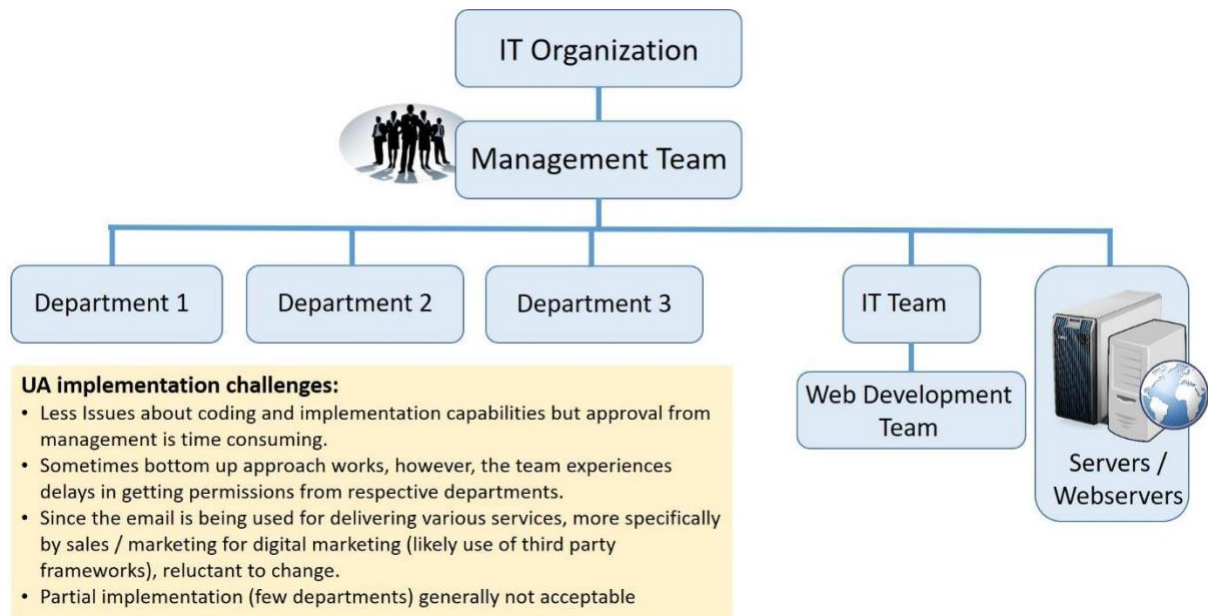 IT Organization
Management Team
Department 1
Department 2
Department 3
IT Team
Web Development
Team
Servers /
Webservers
UA implementation challenges:
• Less Issues about coding and implementation capabilities but approval from
management is time consuming.
• Sometimes bottom up approach works, however, the team experiences
delays in getting permissions from respective departments.
• Since the email is being used for delivering various services, more specifically
by sales / marketing for digital marketing (likely use of third party
frameworks), reluctant to change.
• Partial implementation (few departments) generally not acceptable